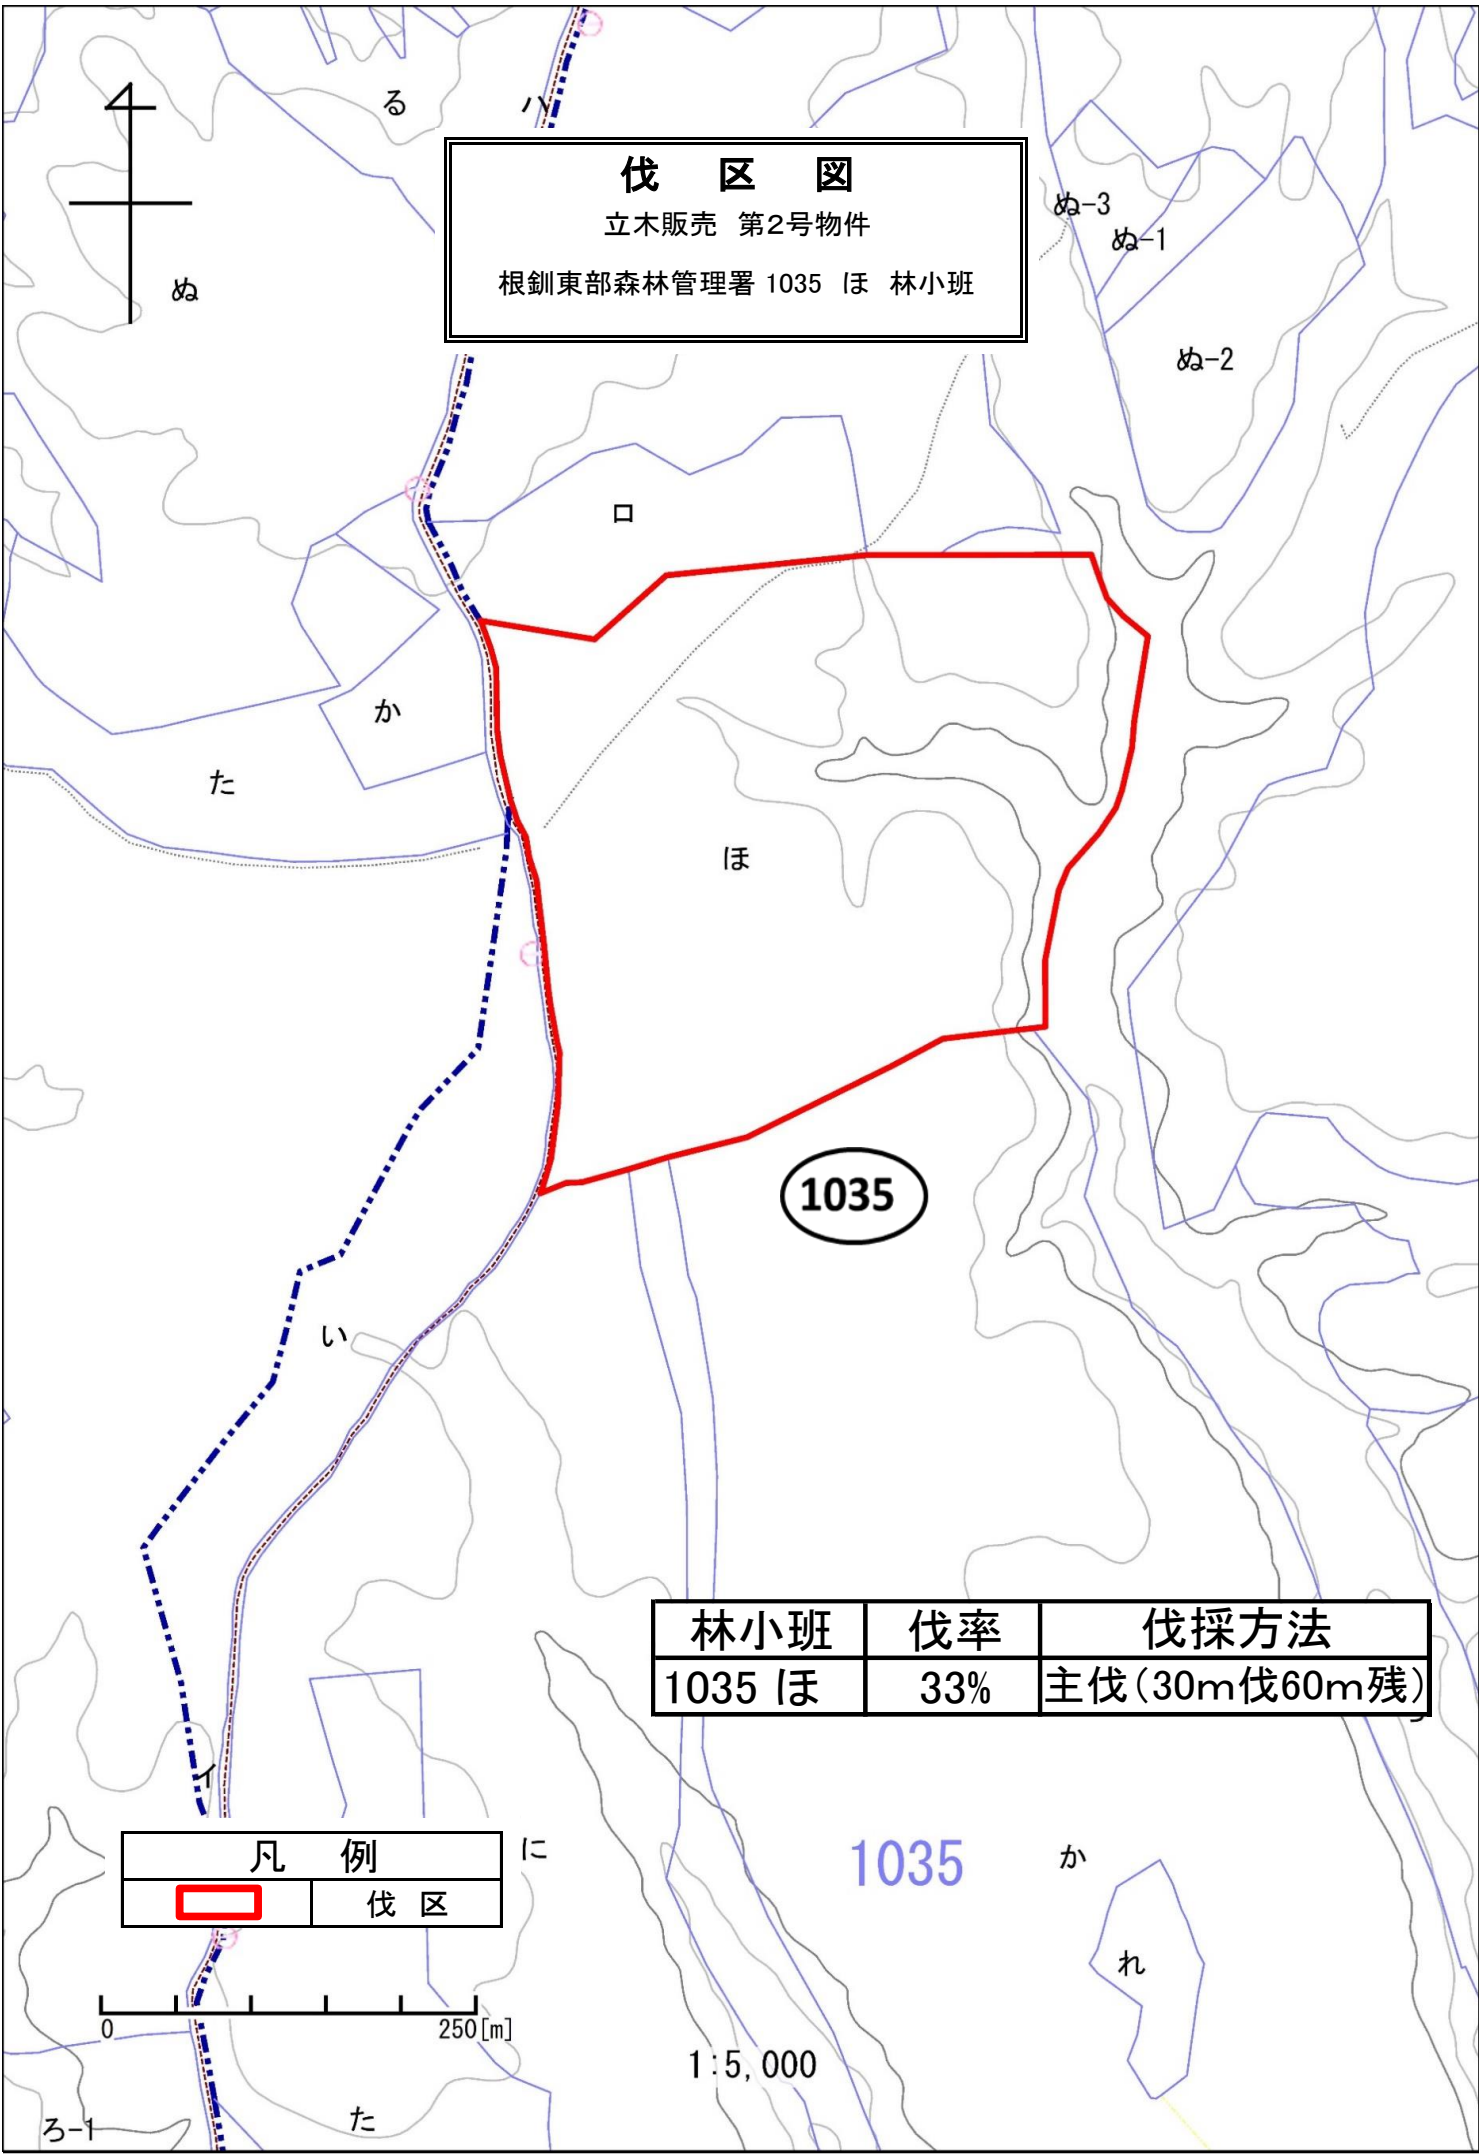 る
ハ
伐 区 図
立木販売 第2号物件
根釧東部森林管理署 1035 ほ 林小班
ぬ-3
ぬ-1
ぬ
ぬ-2
ロ
か
た
ほ
1035
い
林小班 伐率 伐採方法
1035 ほ 33% 主伐(30m伐60m残)
イ
凡 例
伐 区
に
1035
か
れ
0 250[m]
1:5,000
ろ-1
た